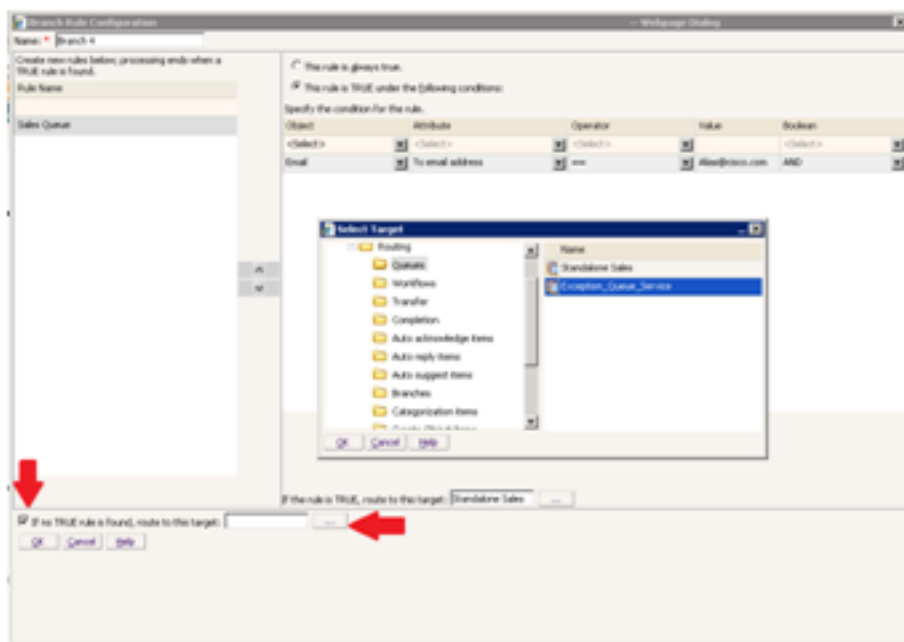 Branch Rule Configuration -- Webpage Dialog
Name: * Branch 4
Create new rules below, processing ends when a
TRUE rule is found.
Rule Name
Sales Queue
This rule is always true.
This rule is TRUE under the following conditions:
Specify the condition for the rule.
Object Attribute Operator Value Boolean
<Select> <Select> <Select> <Select>
Email To email address == Alias@cisco.com AND
Select Target
Routing
Queues
Workflows
Transfer
Completion
Auto acknowledge items
Auto reply items
Auto suggest items
Branches
Categorization items
Name
Standalone Sales
Exception_Queue_Service
OK Cancel Help
If the rule is TRUE, route to this target: Standalone Sales ...
If no TRUE rule is found, route to this target: ...
OK Cancel Help